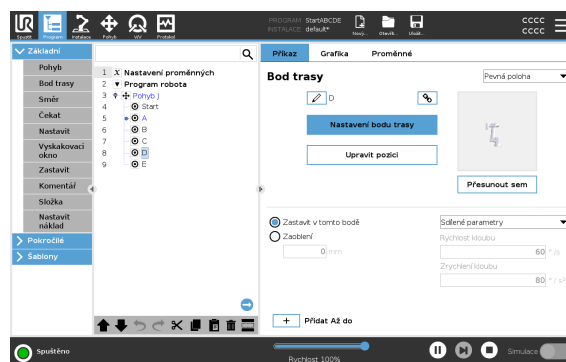 Spustit
Program
Instalace
Pohyb
V/V
Protokol
PROGRAM StartABCDE
INSTALACE default*
Nový...
Otevřít...
Uložit...
CCCC
CCCC
Základní
Pohyb
Bod trasy
Směr
Čekat
Nastavit
Vyskakovací
okno
Zastavit
Komentář
Složka
Nastavit
náklad
Pokročilé
Šablony
1 X Nastavení proměnných
2 Program robota
3 Pohyb J
4 Start
5 A
6 B
7 C
8 D
9 E
Příkaz
Grafika
Proměnné
Bod trasy
Pevná poloha
D
Nastavení bodu trasy
Upravit pozici
Přesunout sem
Zastavit v tomto bodě
Zaoblení
0 mm
Sdílené parametry
Rychlost kloubu
60 °/s
Zrychlení kloubu
80 °/s²
+ Přidat Až do
Spuštěno
Rychlost 100%
Simulace